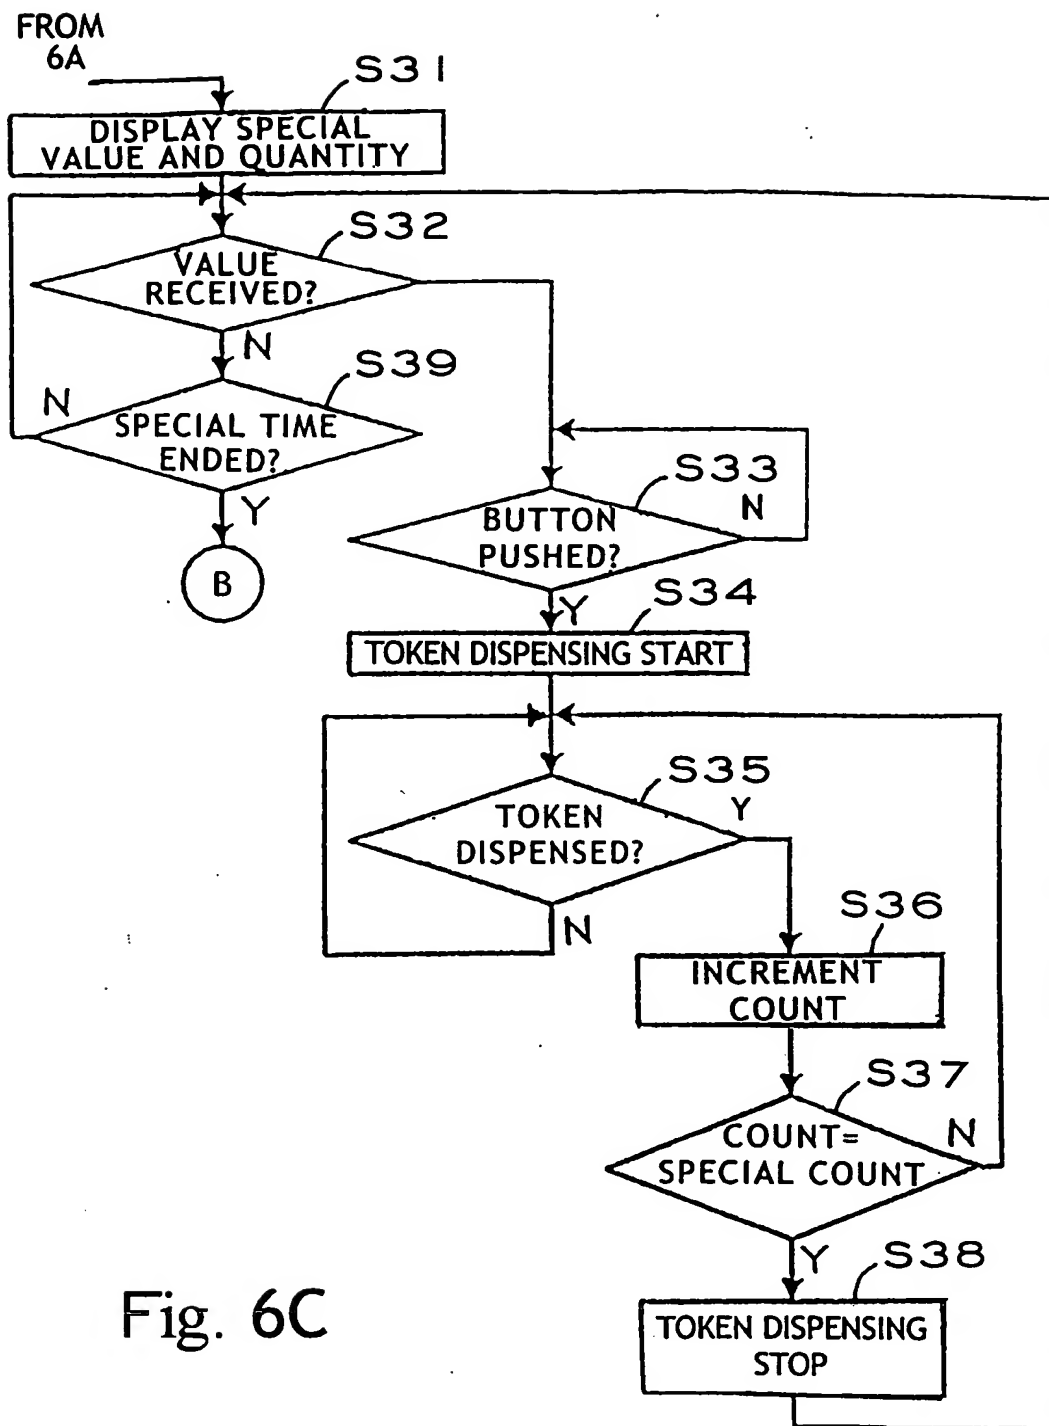 FROM
6A
S31
DISPLAY SPECIAL
VALUE AND QUANTITY
S32
VALUE
RECEIVED?
N
S39
N
SPECIAL TIME
ENDED?
Y
B
S33
N
BUTTON
PUSHED?
Y
S34
TOKEN DISPENSING START
S35
Y
TOKEN
DISPENSED?
N
S36
INCREMENT
COUNT
S37
N
COUNT=
SPECIAL COUNT
Y
S38
TOKEN DISPENSING
STOP
Fig. 6C